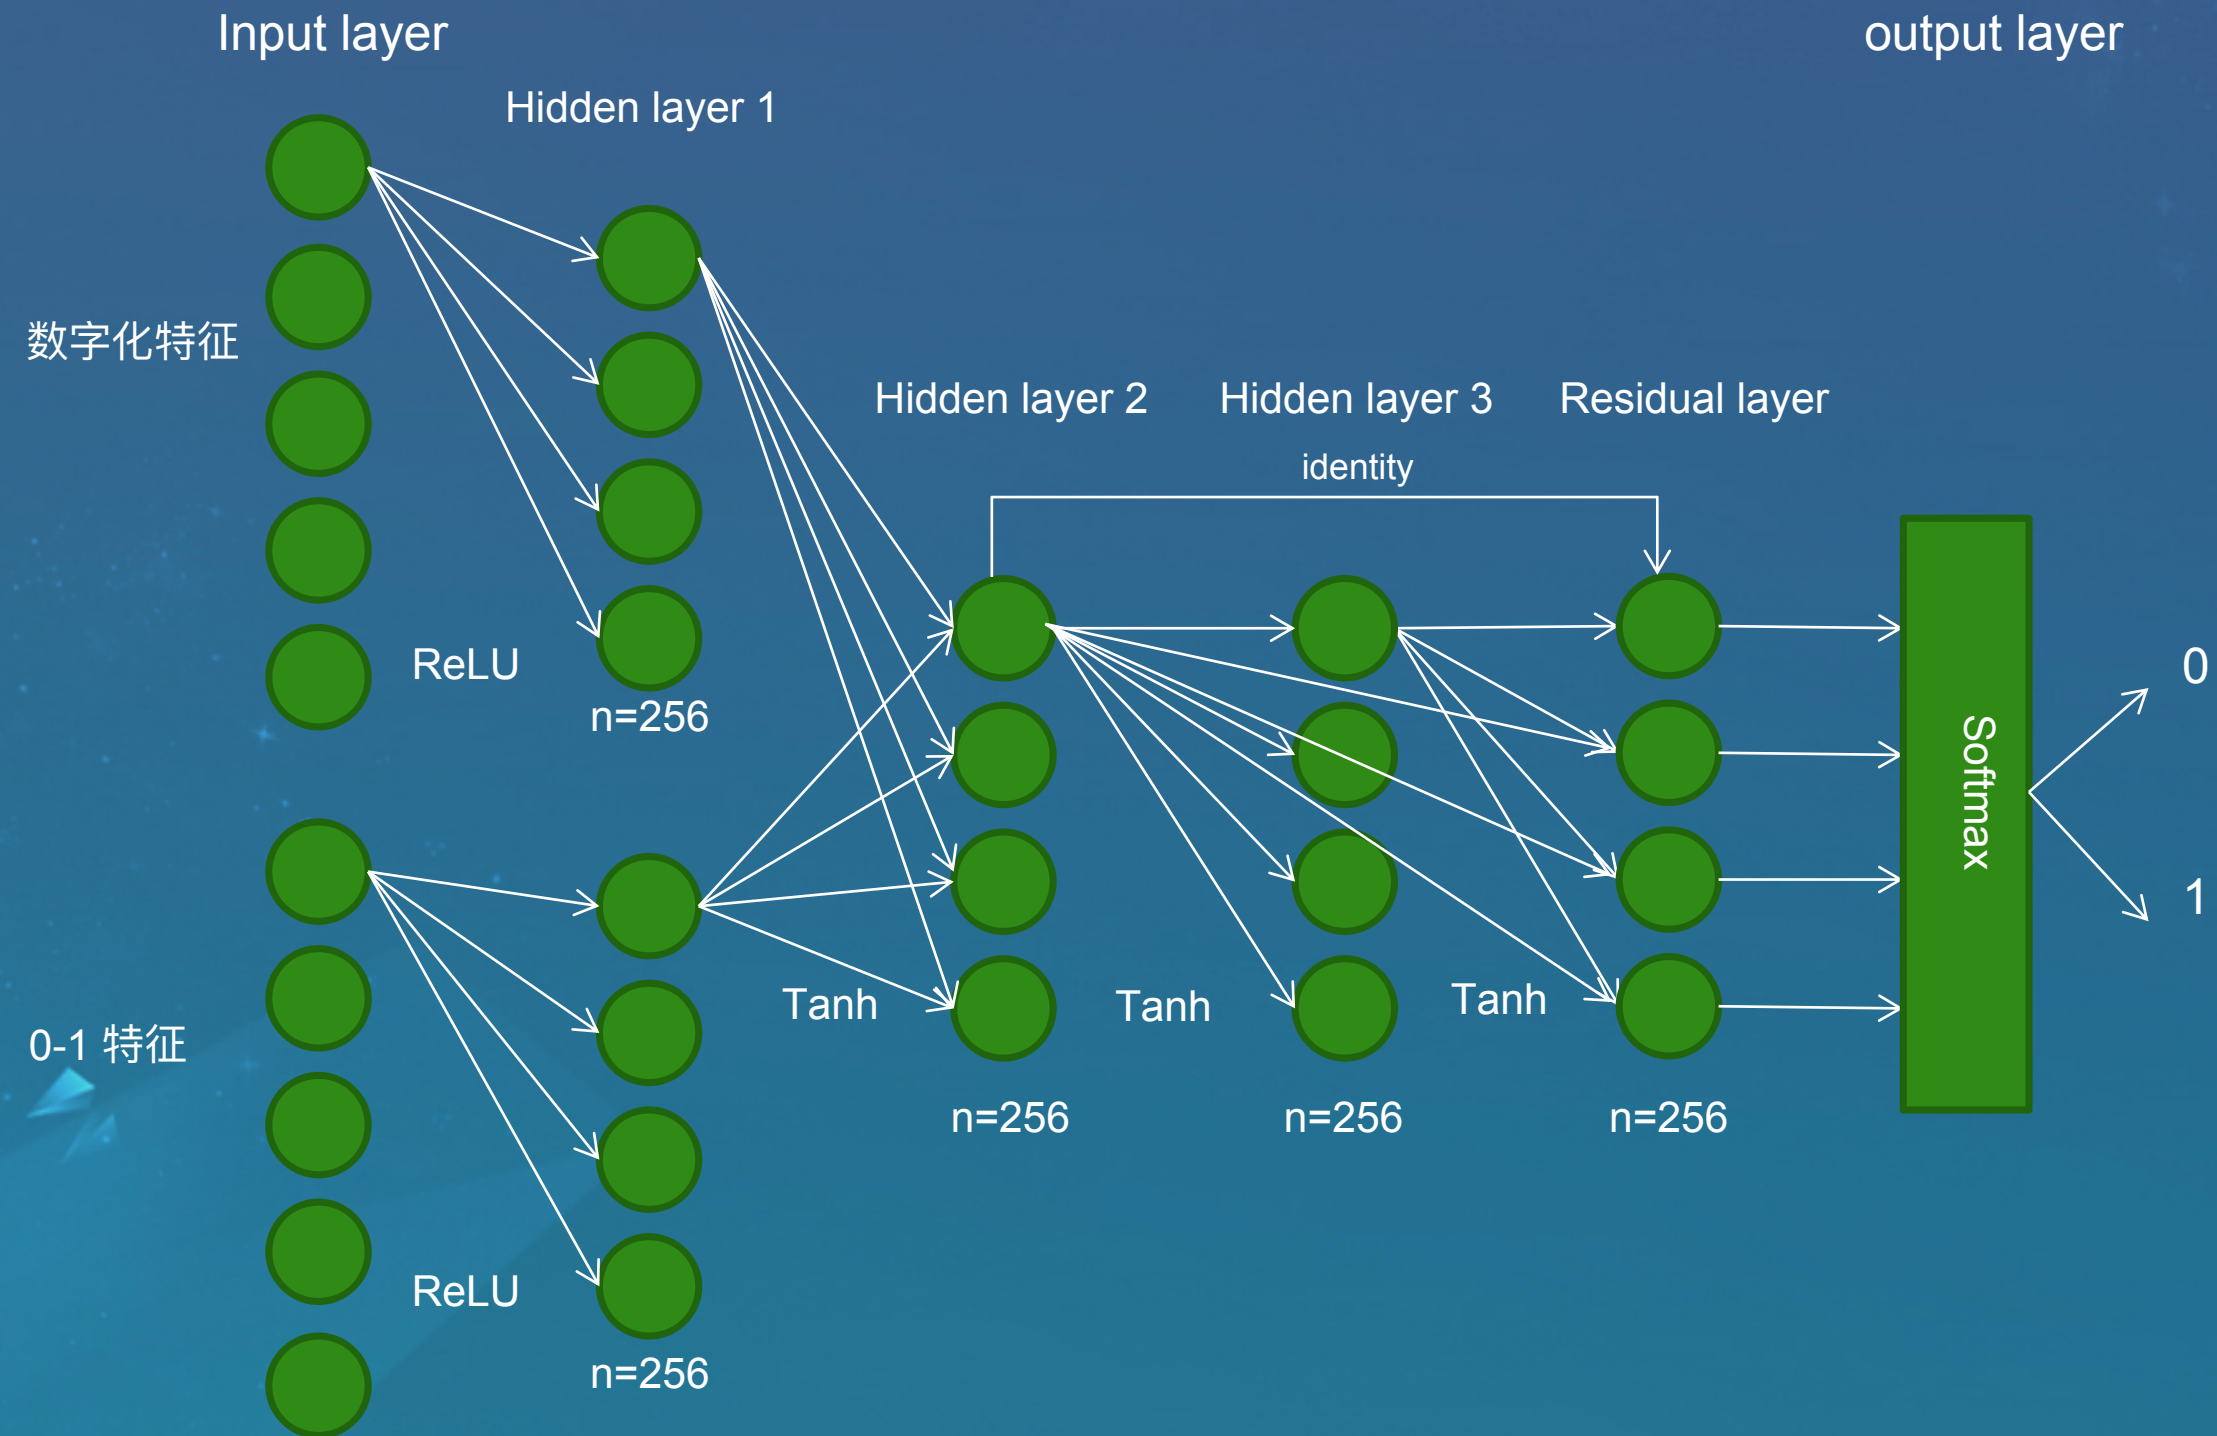 Input layer
output layer
Hidden layer 1
数字化特征
Hidden layer 2
Hidden layer 3
Residual layer
identity
ReLU
n=256
0
Softmax
1
Tanh
Tanh
Tanh
0-1 特征
n=256
n=256
n=256
ReLU
n=256